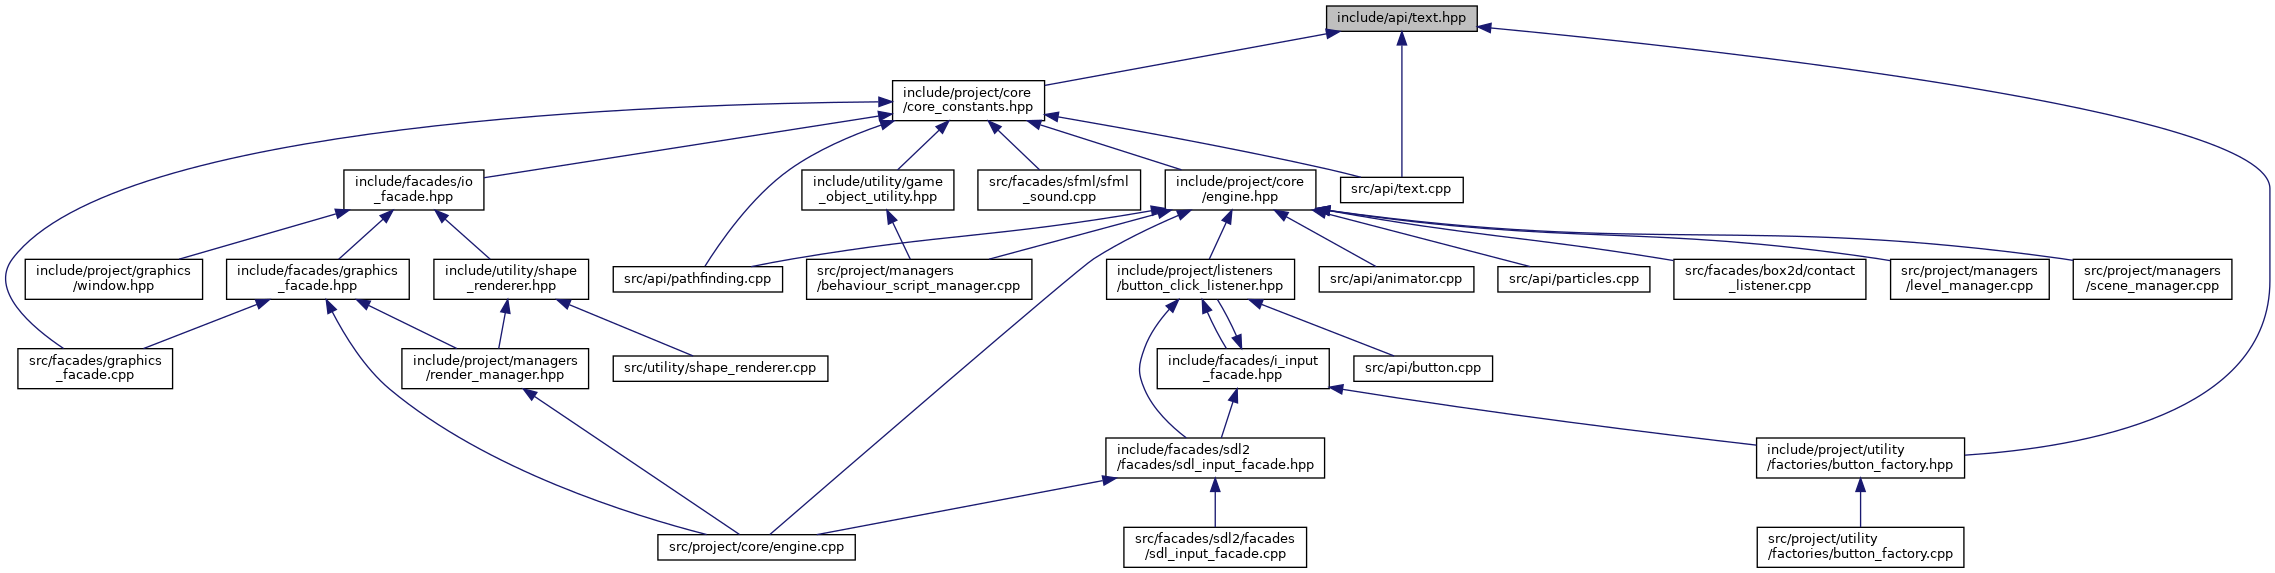 include/api/text.hpp
include/project/core
/core_constants.hpp
include/facades/io
_facade.hpp
include/utility/game
_object_utility.hpp
src/facades/sfml/sfml
_sound.cpp
include/project/core
/engine.hpp
src/api/text.cpp
include/project/graphics
/window.hpp
include/facades/graphics
_facade.hpp
include/utility/shape
_renderer.hpp
src/api/pathfinding.cpp
src/project/managers
/behaviour_script_manager.cpp
include/project/listeners
/button_click_listener.hpp
src/api/animator.cpp
src/api/particles.cpp
src/facades/box2d/contact
_listener.cpp
src/project/managers
/level_manager.cpp
src/project/managers
/scene_manager.cpp
src/facades/graphics
_facade.cpp
include/project/managers
/render_manager.hpp
src/utility/shape_renderer.cpp
include/facades/i_input
_facade.hpp
src/api/button.cpp
include/facades/sdl2
/facades/sdl_input_facade.hpp
include/project/utility
/factories/button_factory.hpp
src/project/core/engine.cpp
src/facades/sdl2/facades
/sdl_input_facade.cpp
src/project/utility
/factories/button_factory.cpp